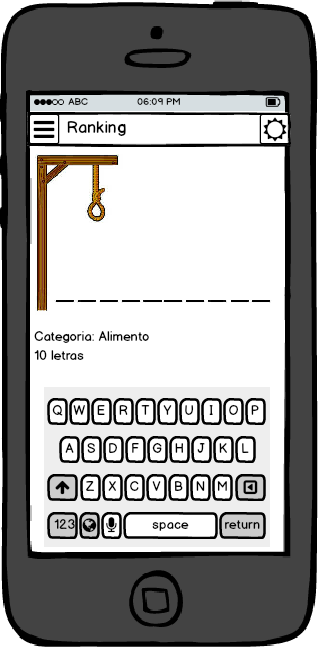 ABC 06:09 PM
Ranking
Categoria: Alimento
10 letras
Q W E R T Y U I O P
A S D F G H J K L
Z X C V B N M
123 space return